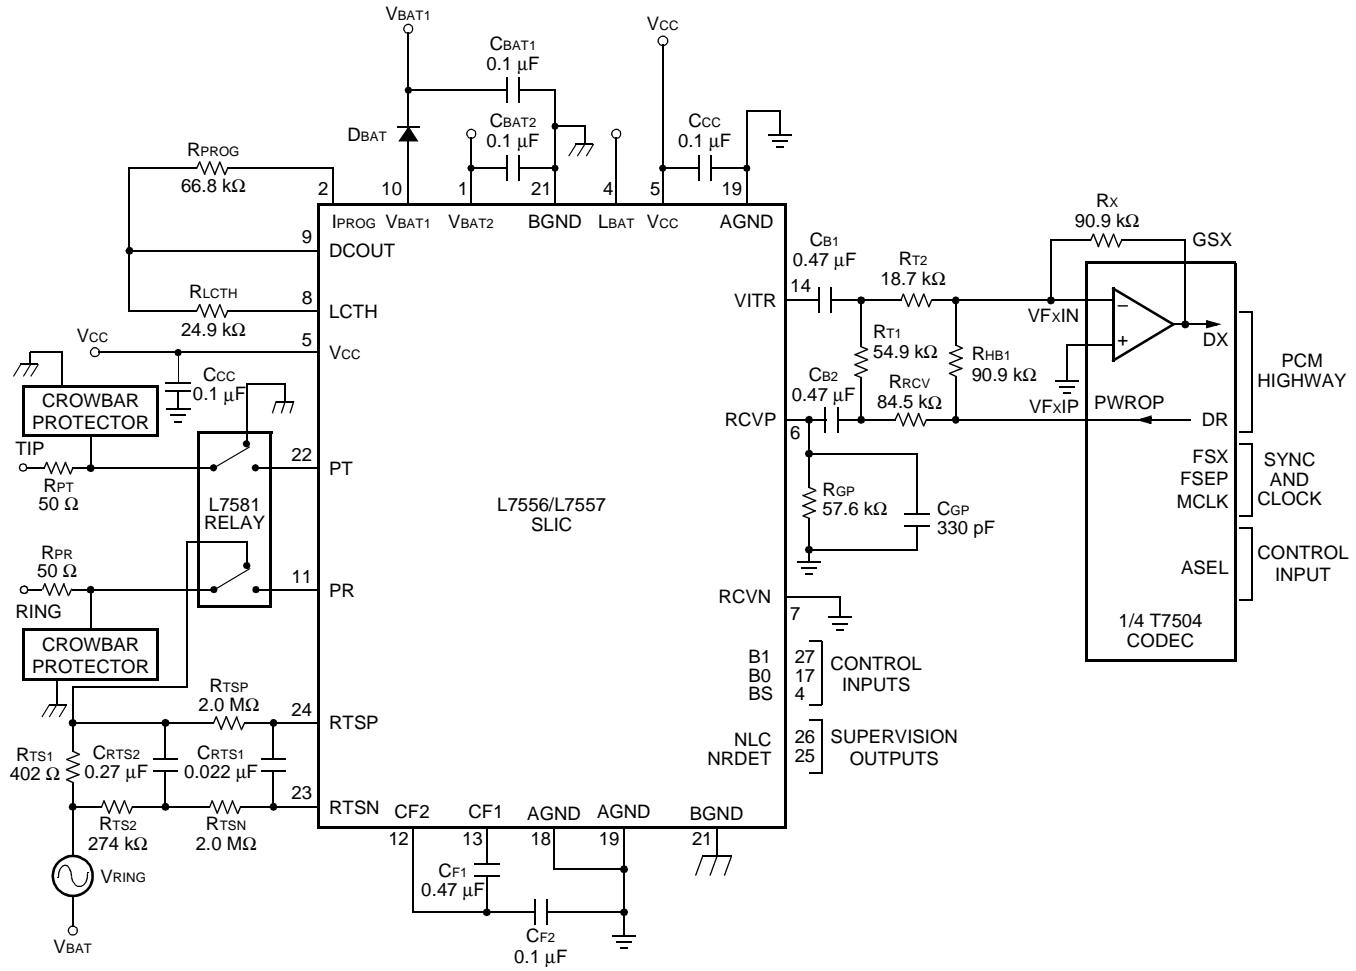 VBAT1
CBAT1
0.1 µF
VCC
DBAT
CBAT2
0.1 µF
CCC
0.1 µF
RPROG
66.8 kΩ
2
10
1
21
4
5
19
IPROG
VBAT1
VBAT2
BGND
LBAT
VCC
AGND
9
DCOUT
RLCTH
24.9 kΩ
8
LCTH
VCC
5
VCC
CCC
0.1 µF
CROWBAR
PROTECTOR
TIP
RPT
50 Ω
22
PT
L7581
RELAY
RPR
50 Ω
RING
11
PR
CROWBAR
PROTECTOR
RTSP
2.0 MΩ
24
RTSP
RTS1
402 Ω
CRTS2
0.27 µF
CRTS1
0.022 µF
23
RTSN
RTS2
274 kΩ
RTSN
2.0 MΩ
VRING
VBAT
L7556/L7557
SLIC
CF2
CF1
AGND
AGND
BGND
12
13
18
19
21
CF1
0.47 µF
CF2
0.1 µF
VITR
14
CB1
0.47 µF
RT2
18.7 kΩ
RT1
54.9 kΩ
RHB1
90.9 kΩ
CB2
0.47 µF
RRCV
84.5 kΩ
RCVP
6
RGP
57.6 kΩ
CGP
330 pF
RCVN
7
B1 27
B0 17
BS 4
CONTROL
INPUTS
NLC 26
NRDET 25
SUPERVISION
OUTPUTS
RX
90.9 kΩ
GSX
VFXIN
–
+
DX
VFXIP
PWROP
DR
PCM
HIGHWAY
FSX
FSEP
MCLK
SYNC
AND
CLOCK
ASEL
CONTROL
INPUT
1/4 T7504
CODEC